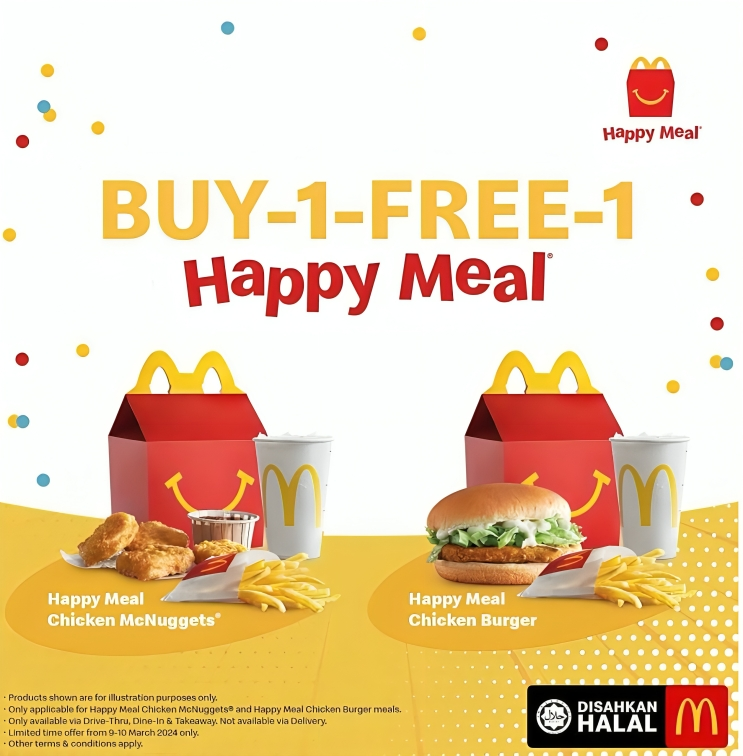 Happy Meal®
BUY-1-FREE-1
Happy Meal®
Happy Meal
Chicken McNuggets®
Happy Meal
Chicken Burger
· Products shown are for illustration purposes only.
· Only applicable for Happy Meal Chicken McNuggets® and Happy Meal Chicken Burger meals.
· Only available via Drive-Thru, Dine-In & Takeaway. Not available via Delivery.
· Limited time offer from 9-10 March 2024 only.
· Other terms & conditions apply.
DISAHKAN
HALAL